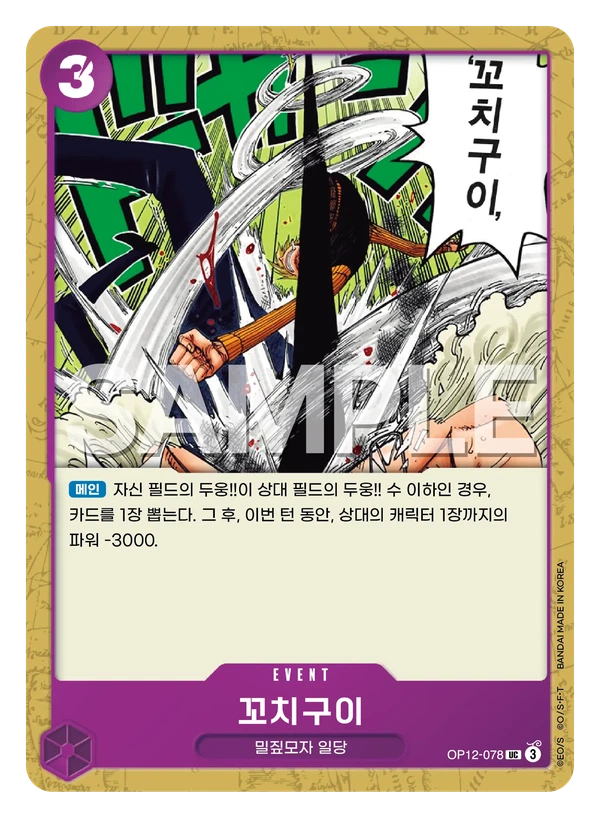 3
'꼬치구이,
SAMPLE
메인 자신 필드의 두웅!!이 상대 필드의 두웅!! 수 이하인 경우,
카드를 1장 뽑는다. 그 후, 이번 턴 동안, 상대의 캐릭터 1장까지의
파워 -3000.
EVENT
꼬치구이
밀짚모자 일당
OP12-078 UC 3
©EO/S ©O/S·F·T BANDAI MADE IN KOREA